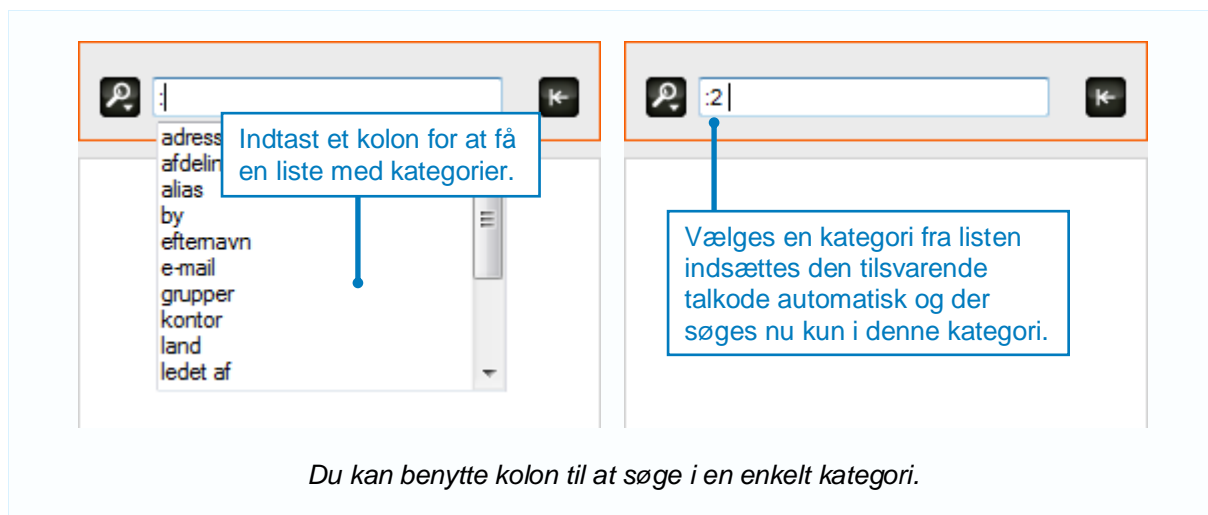 :
adress
afdelin
alias
by
efternavn
e-mail
grupper
kontor
land
ledet af
Indtast et kolon for at få
en liste med kategorier.
:2
Vælges en kategori fra listen
indsættes den tilsvarende
talkode automatisk og der
søges nu kun i denne kategori.
Du kan benytte kolon til at søge i en enkelt kategori.